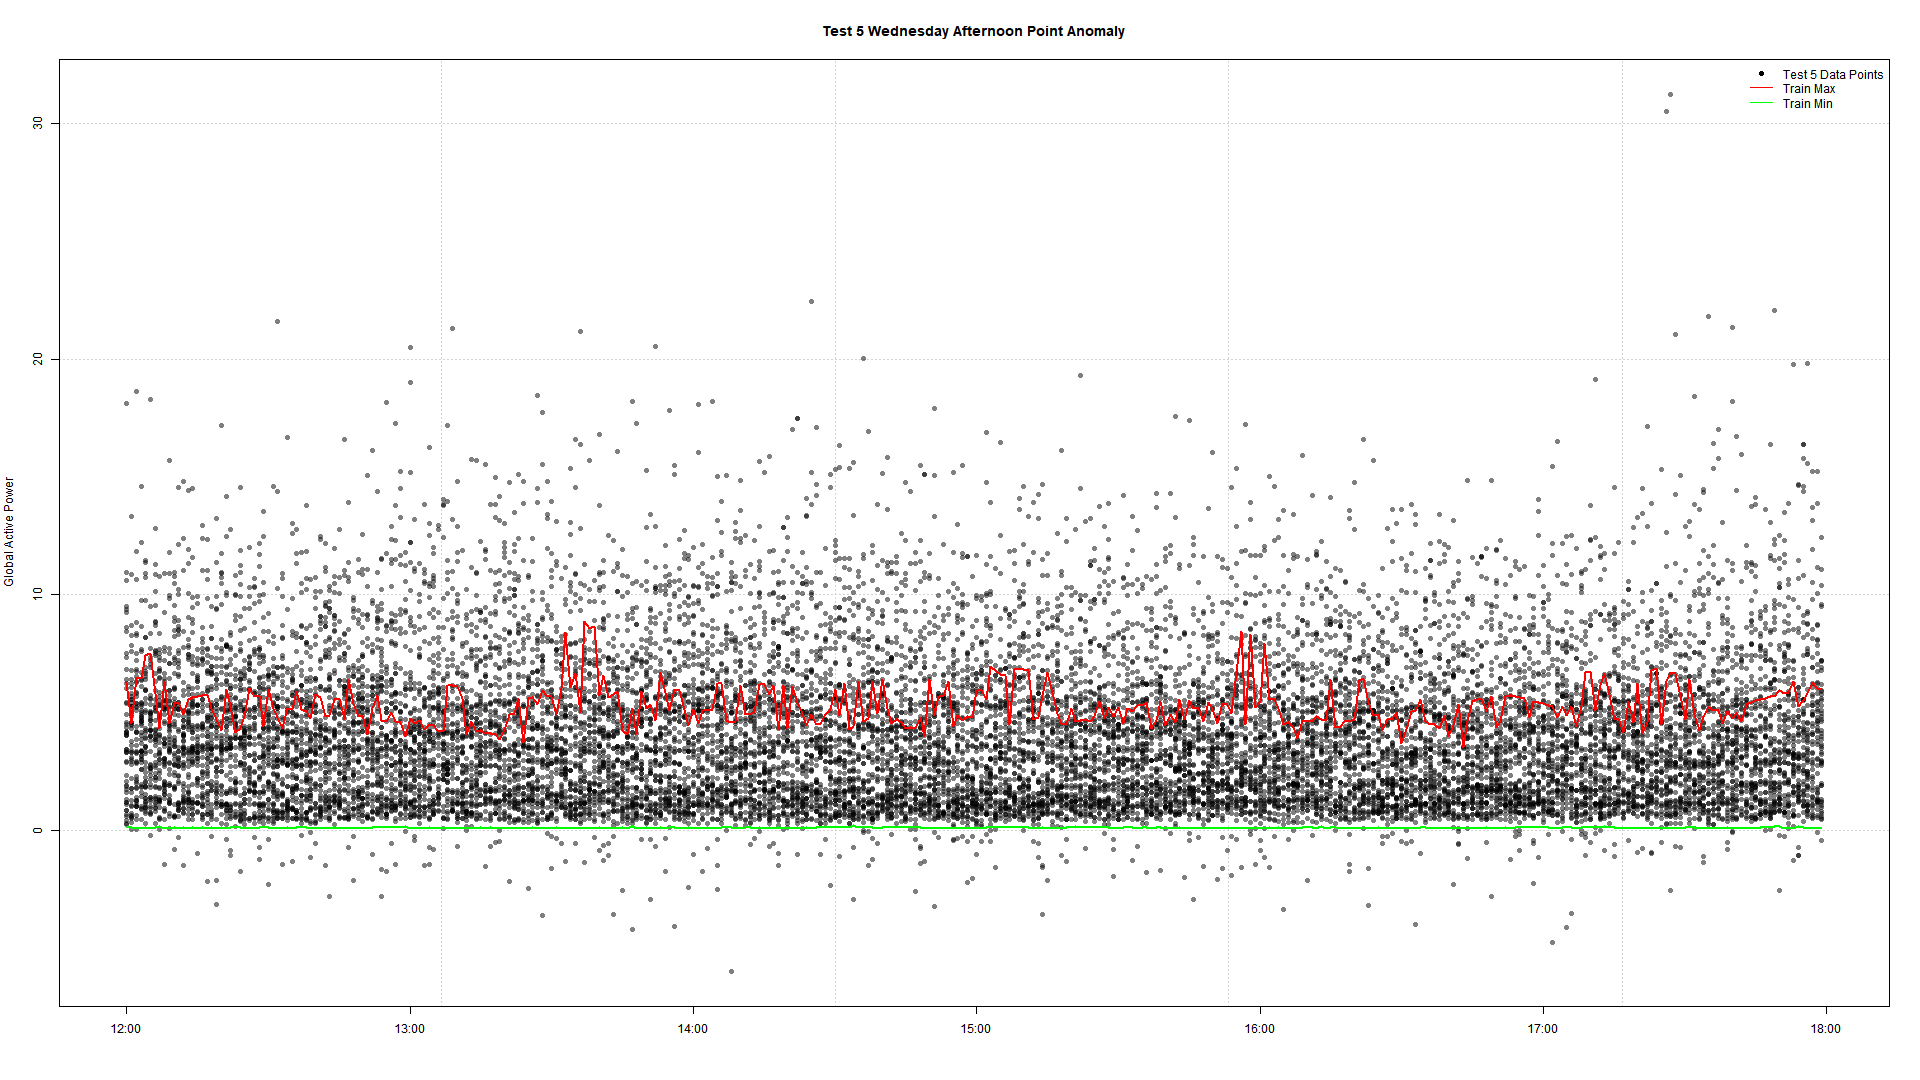 Test 5 Wednesday Afternoon Point Anomaly
Test 5 Data Points
Train Max
Train Min
Global Active Power
30
20
10
0
12:00
13:00
14:00
15:00
16:00
17:00
18:00